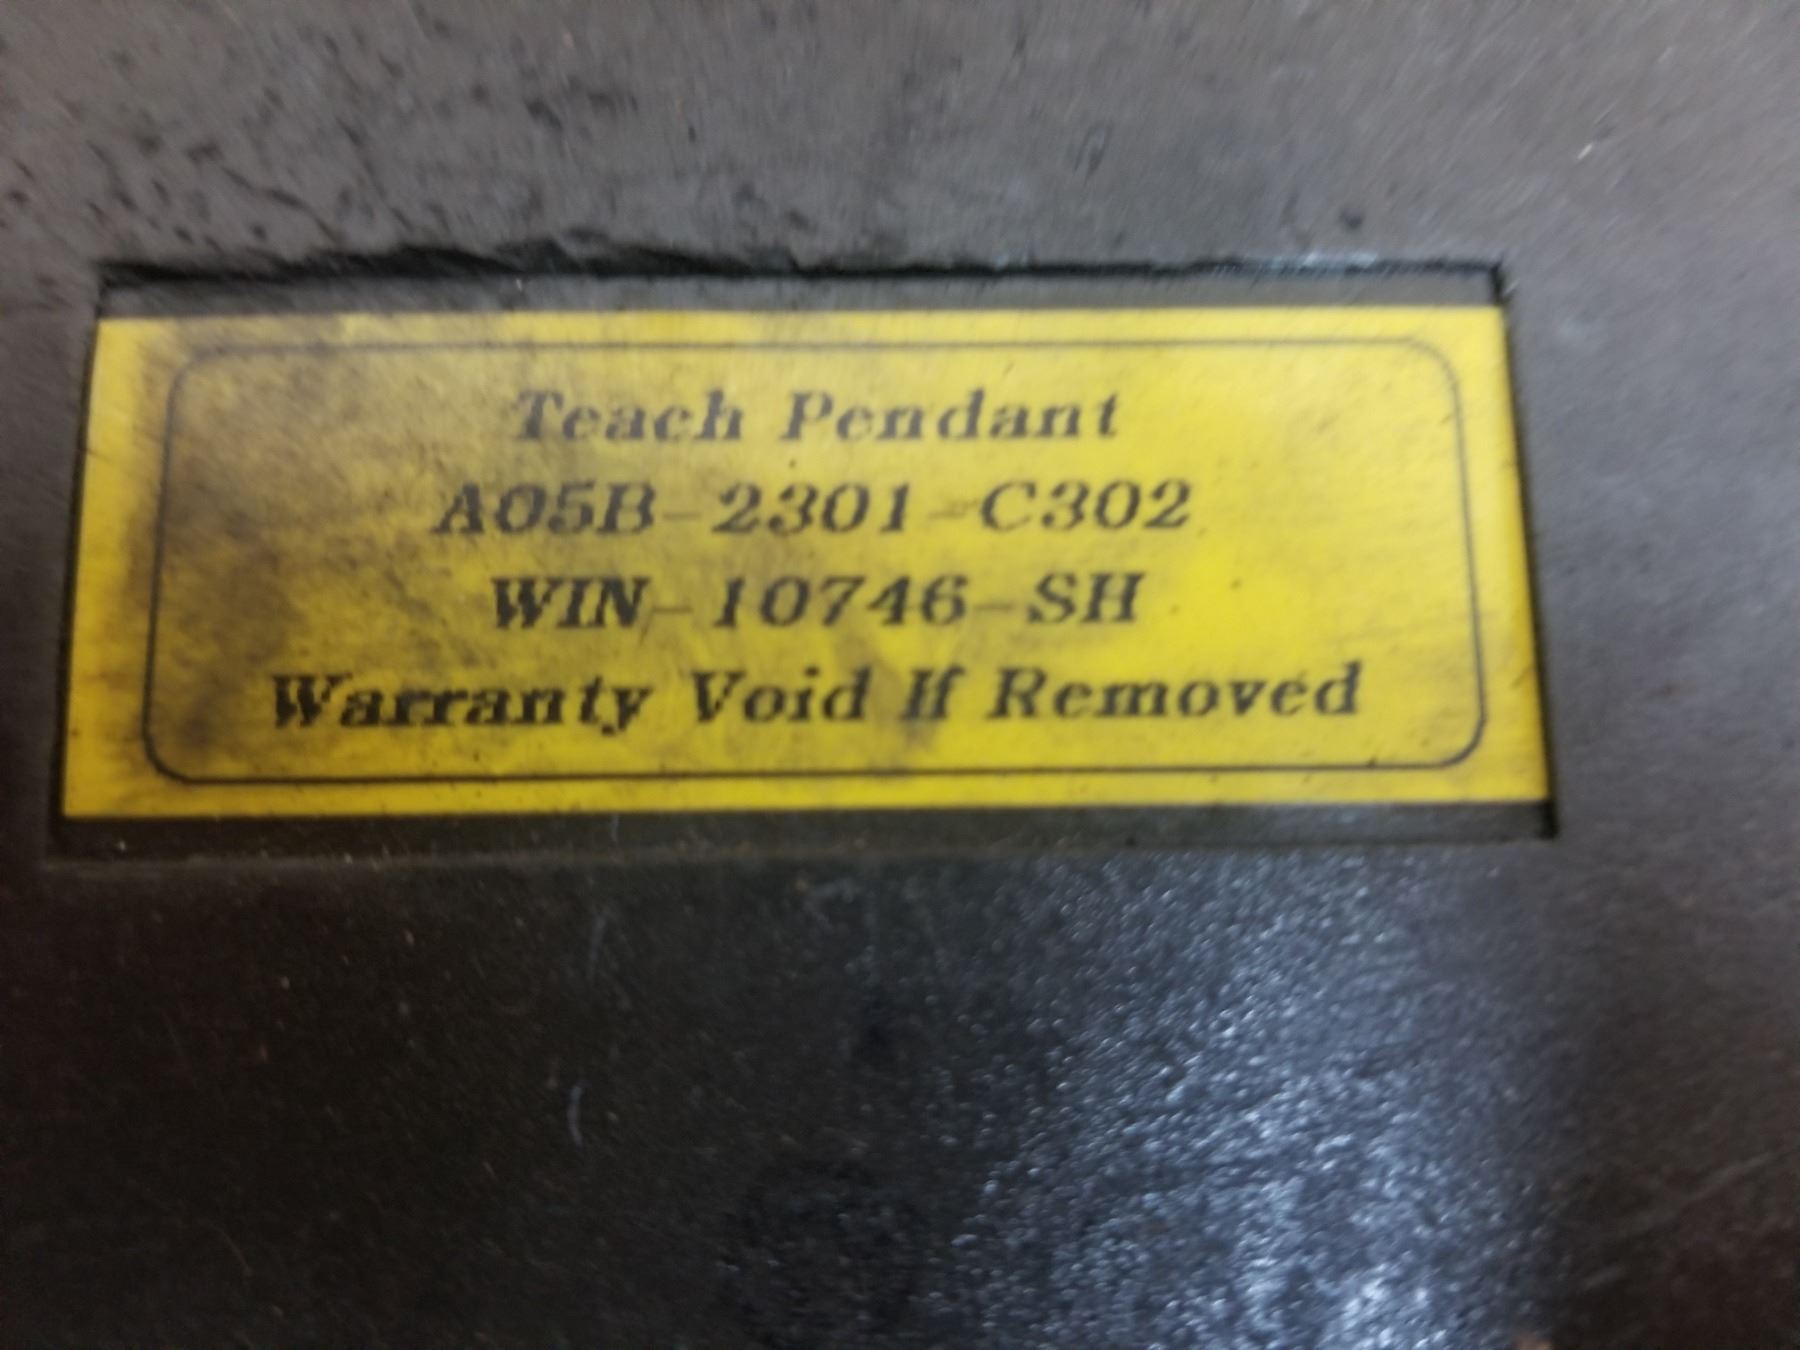 Teach Pendant
A05B-2301-C302
WIN-10746-SH
Warranty Void If Removed